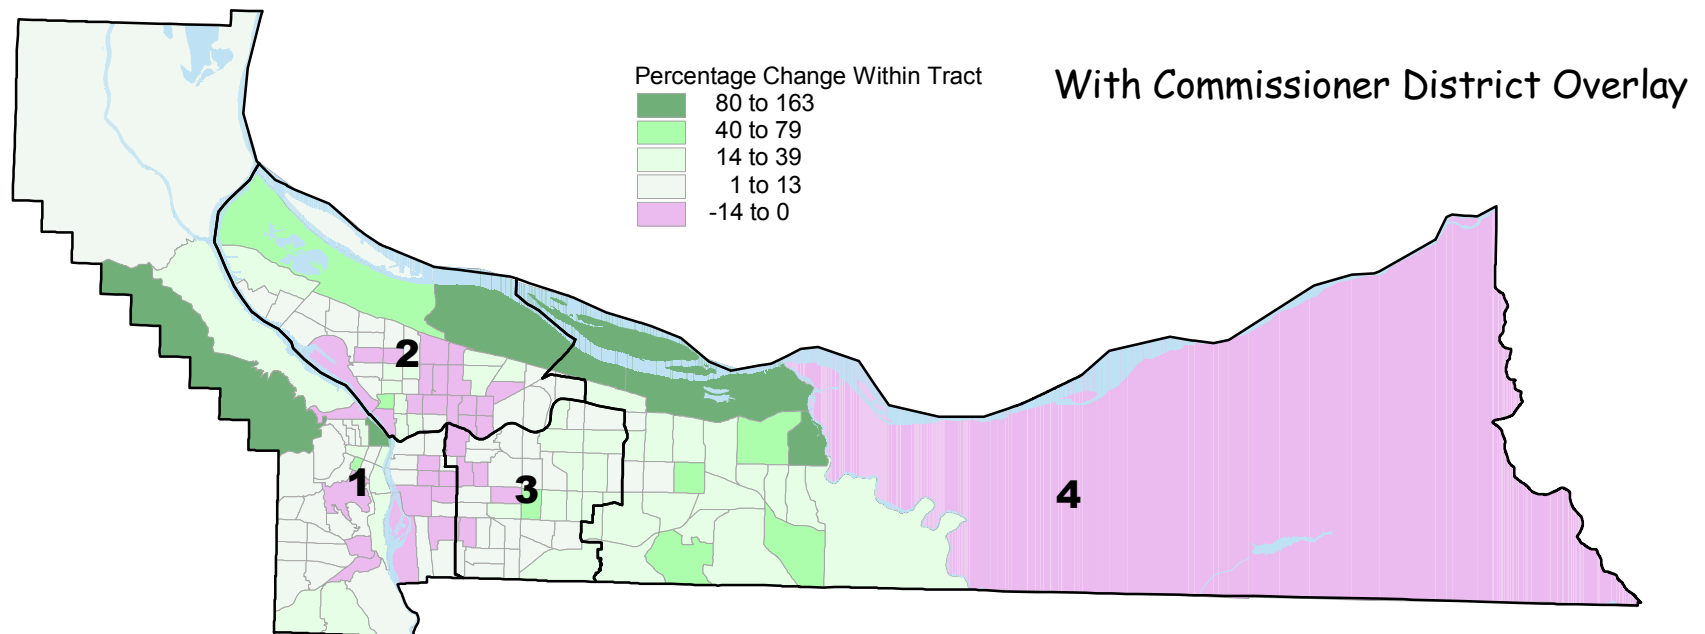 Percentage Change Within Tract
With Commissioner District Overlay
80 to 163
40 to 79
14 to 39
1 to 13
-14 to 0
2
1
3
4